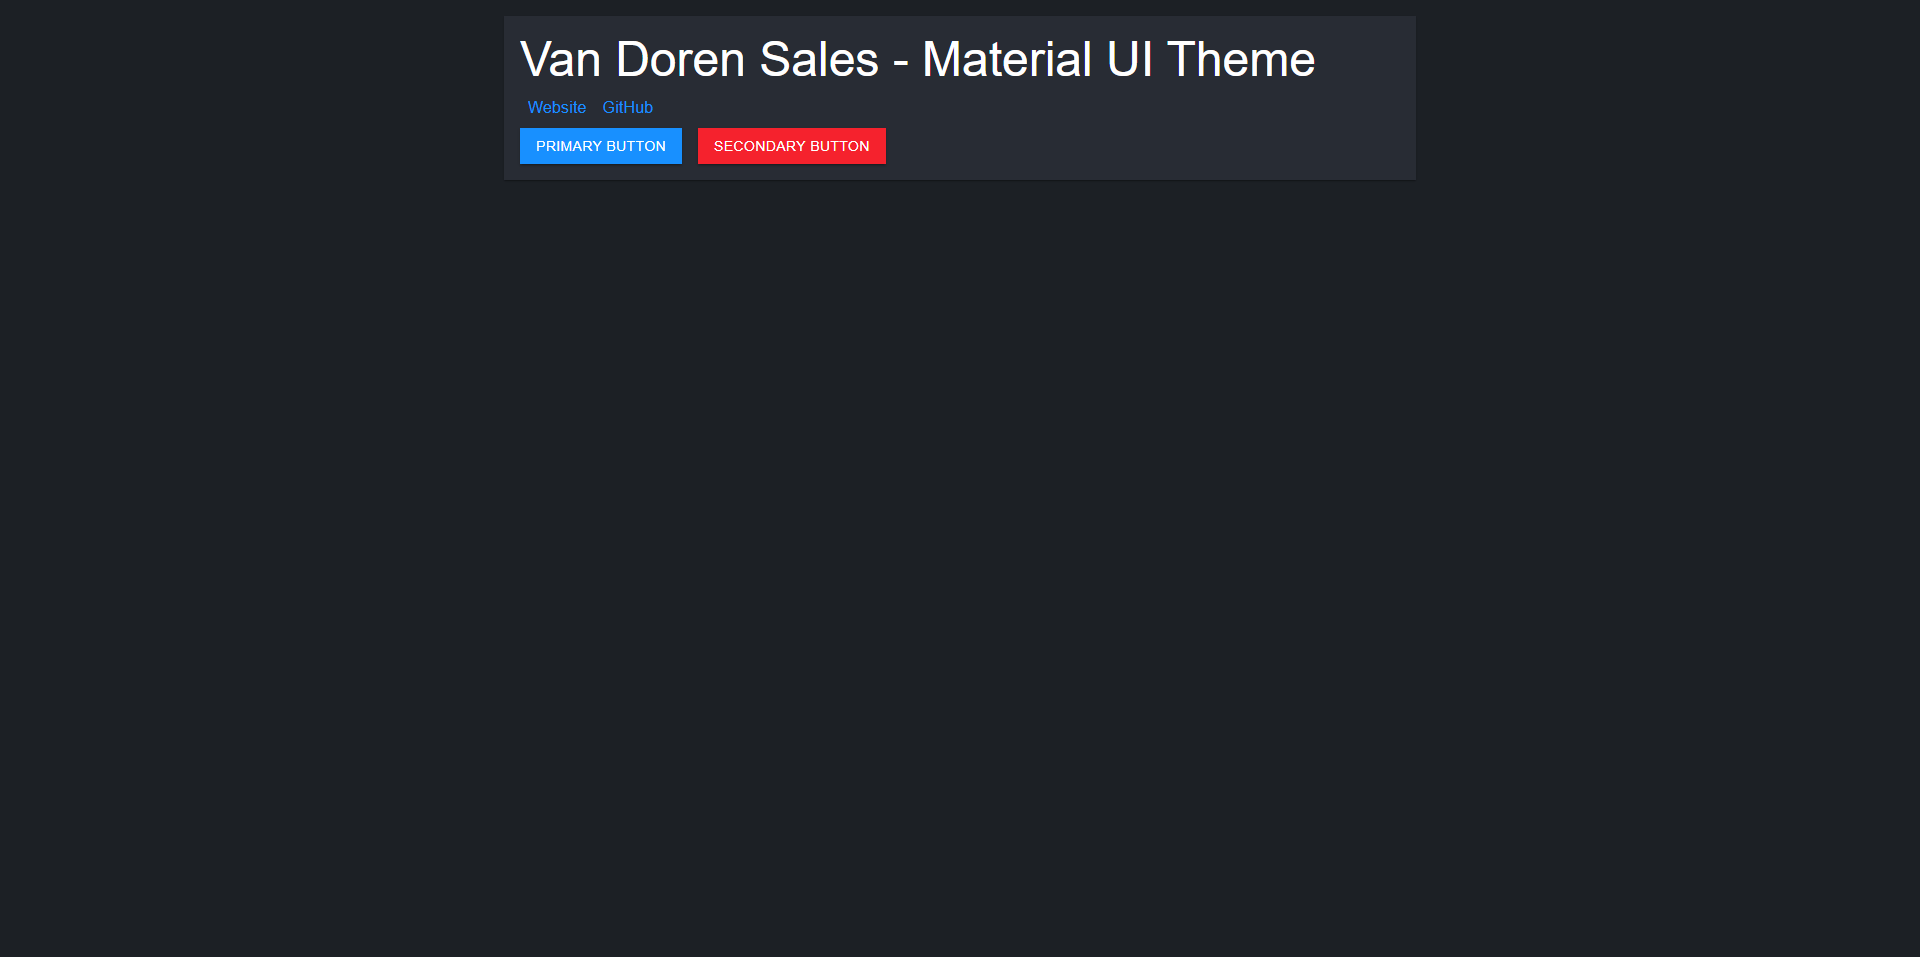 Van Doren Sales - Material UI Theme
Website GitHub
PRIMARY BUTTON SECONDARY BUTTON